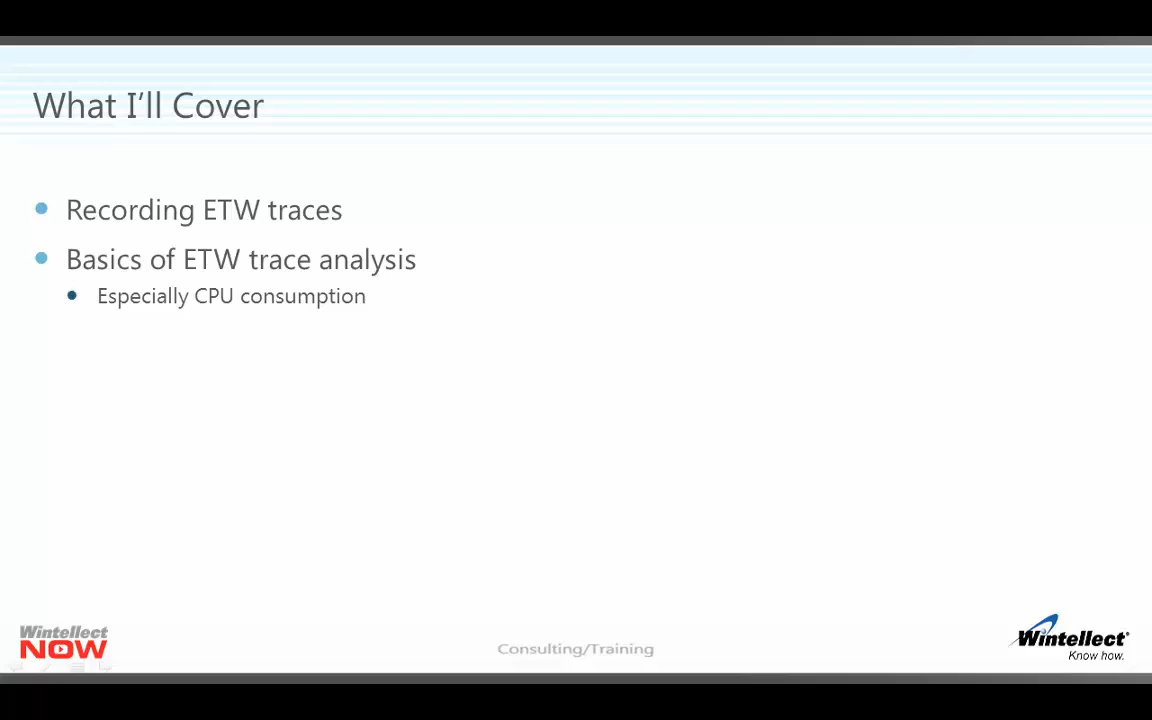 What I'll Cover
Recording ETW traces
Basics of ETW trace analysis
Especially CPU consumption
Wintellect
NOW
Consulting/Training
Wintellect
Know how.